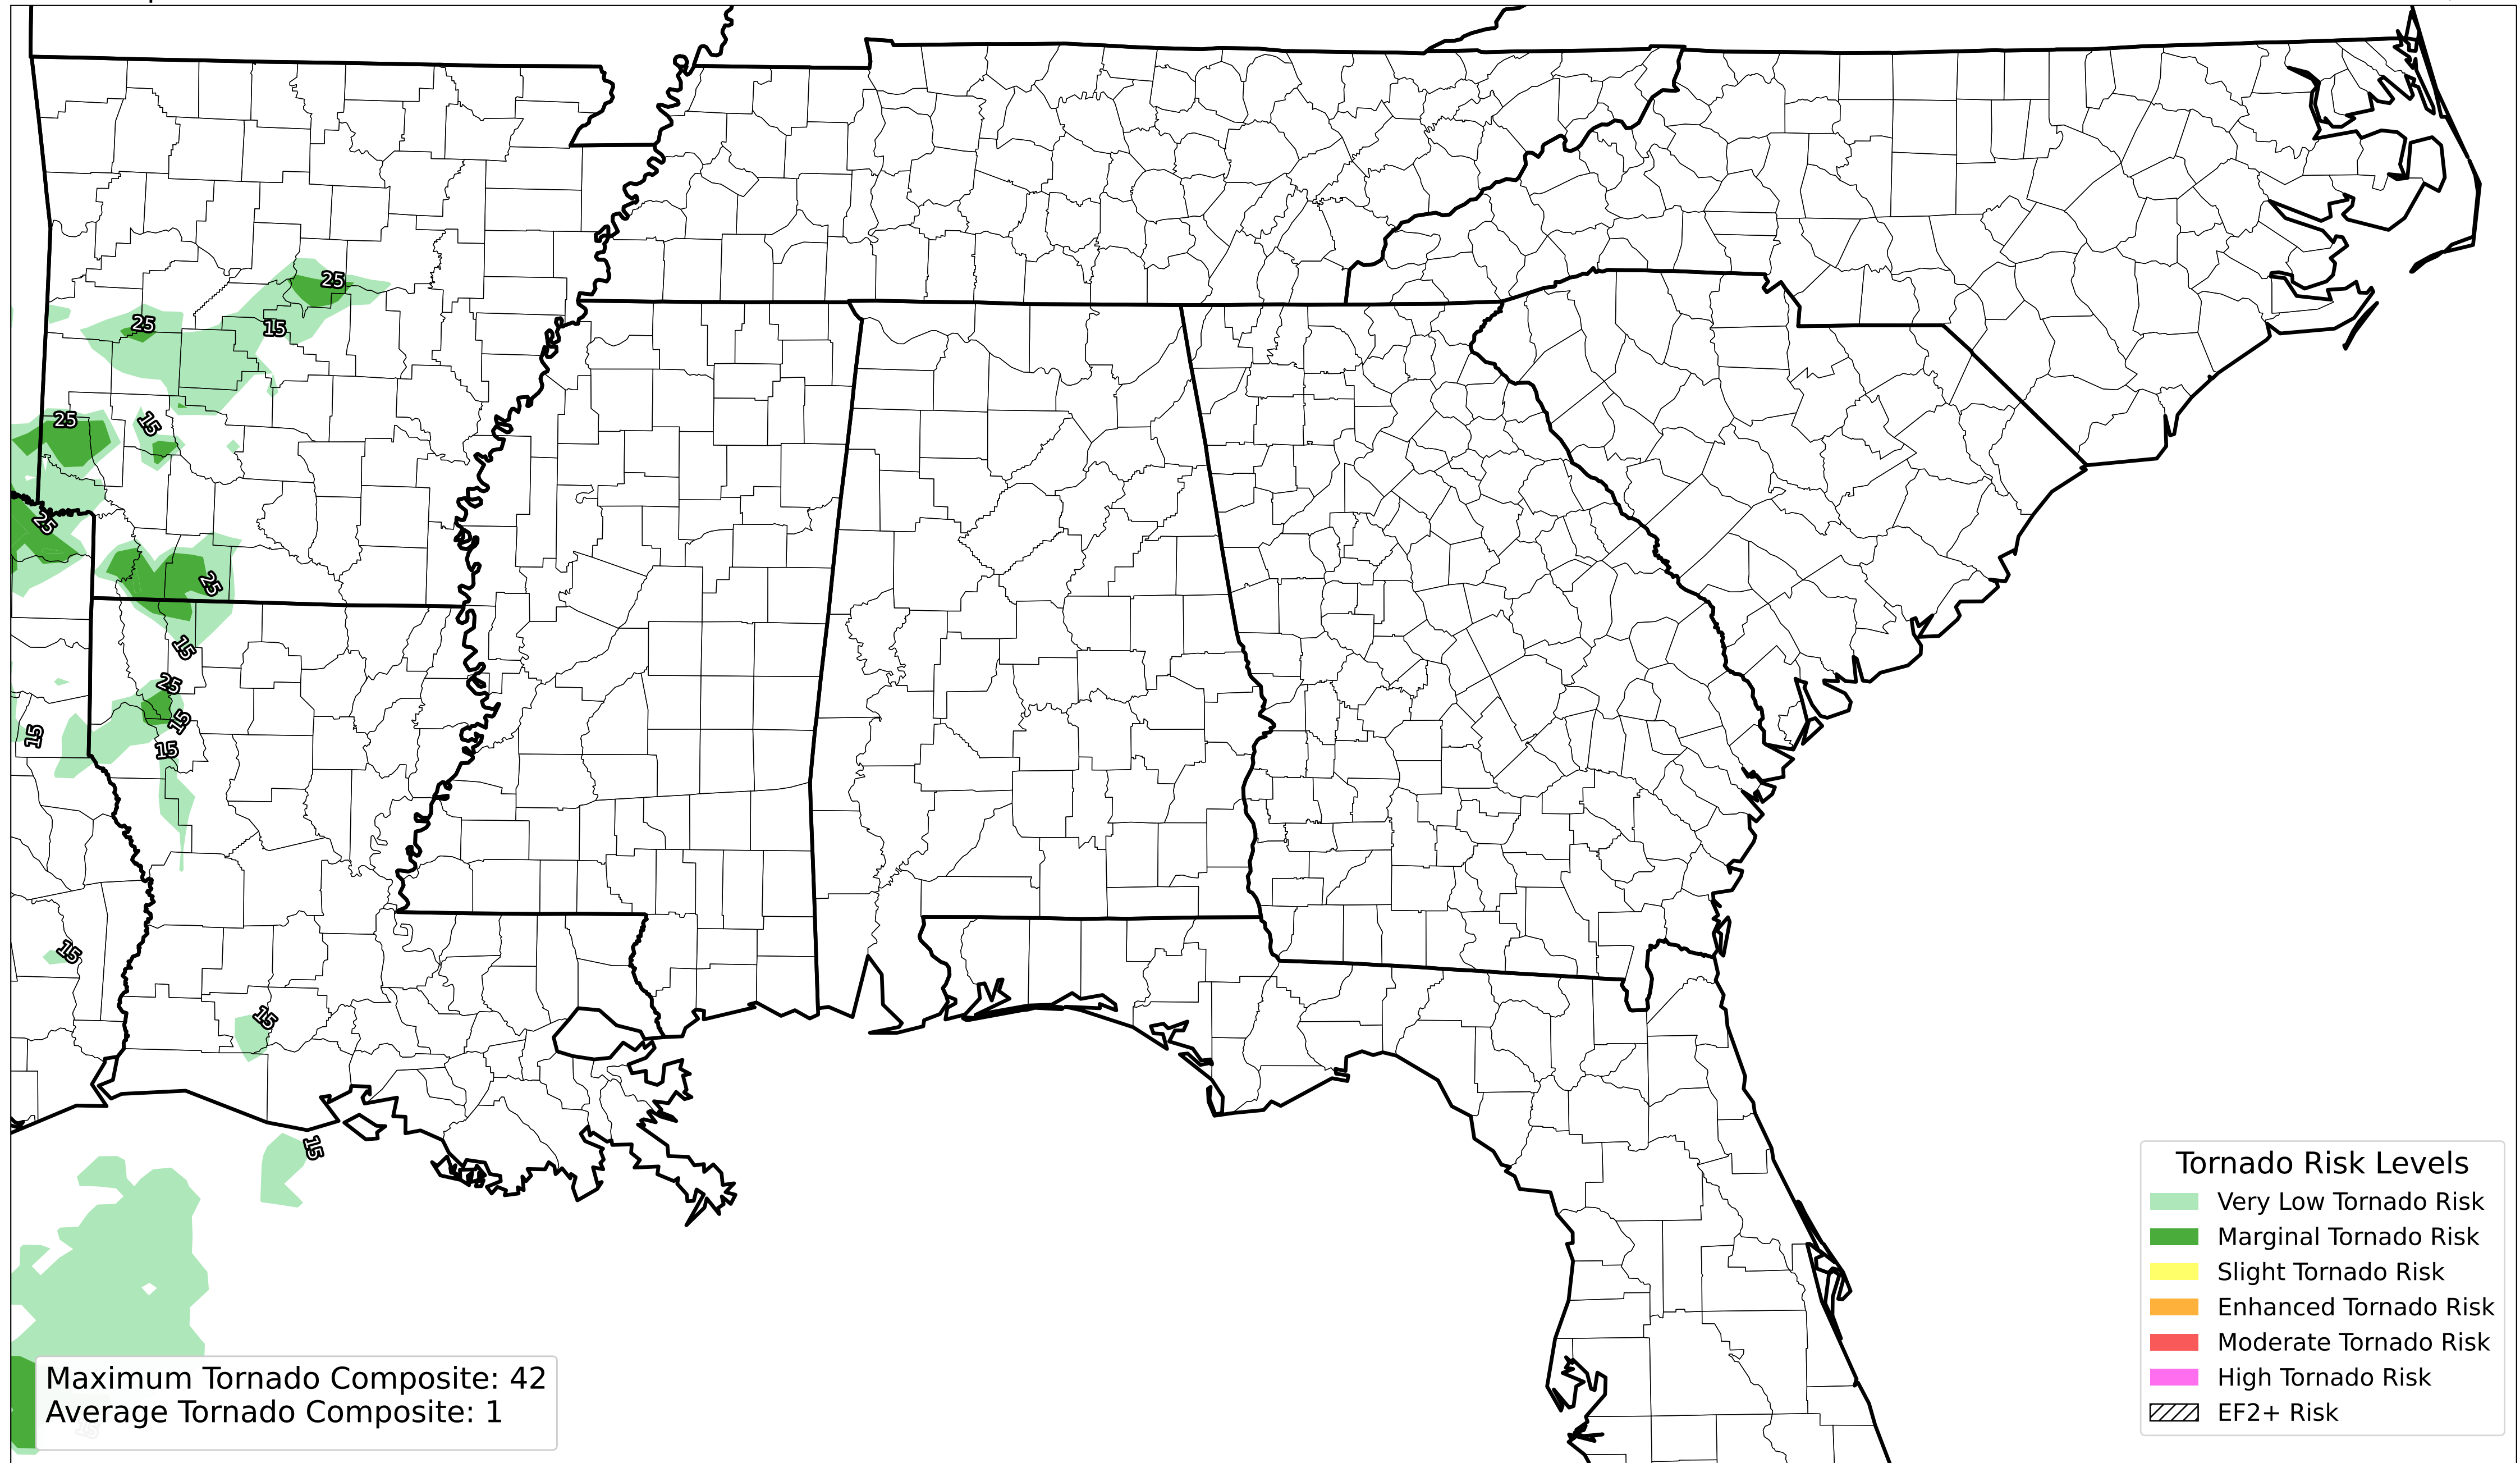 25
25
15
25
15
25
25
15
25
15
15
15
15
15
15
Tornado Risk Levels
Very Low Tornado Risk
Marginal Tornado Risk
Slight Tornado Risk
Enhanced Tornado Risk
Moderate Tornado Risk
High Tornado Risk
EF2+ Risk
Maximum Tornado Composite: 42
Average Tornado Composite: 1